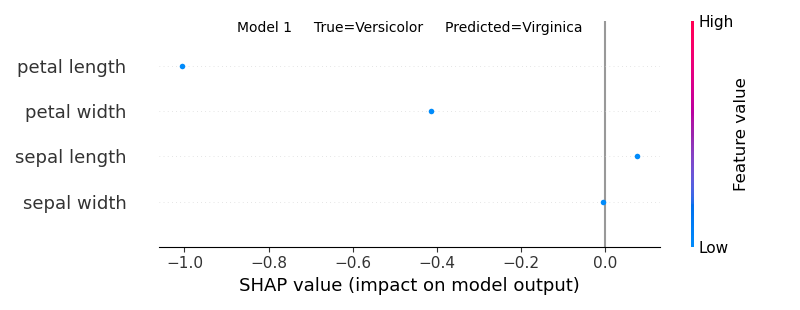 Model 1 True=Versicolor Predicted=Virginica
High
petal length
petal width
sepal length
sepal width
Feature value
Low
−1.0 −0.8 −0.6 −0.4 −0.2 0.0
SHAP value (impact on model output)